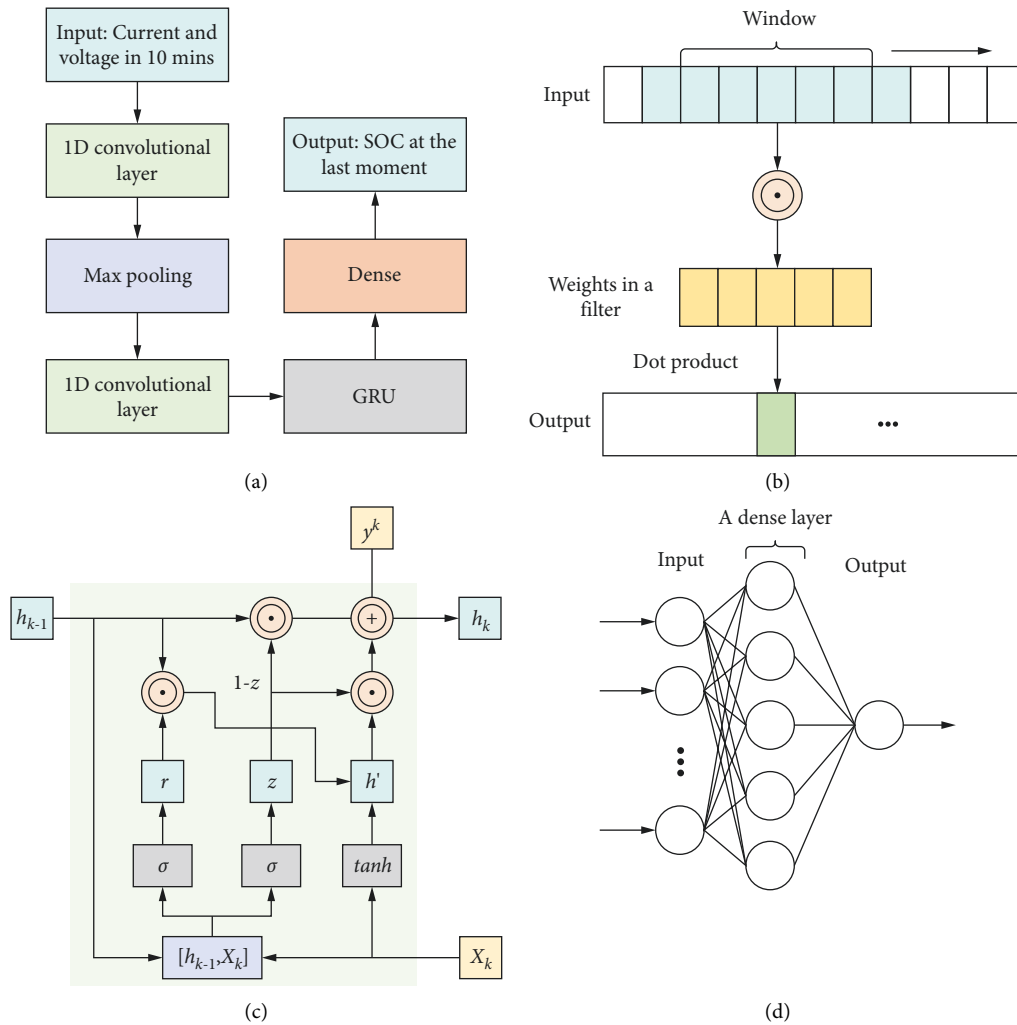 Input: Current and
voltage in 10 mins
1D convolutional
layer
Max pooling
1D convolutional
layer
Output: SOC at the
last moment
Dense
GRU
(a)
Window
Input
Weights in a
filter
Dot product
Output
...
(b)
y^k
h_{k-1}
h_k
+
1-z
r
z
h'
σ
σ
tanh
[h_{k-1},X_k]
X_k
(c)
A dense layer
Input
Output
(d)